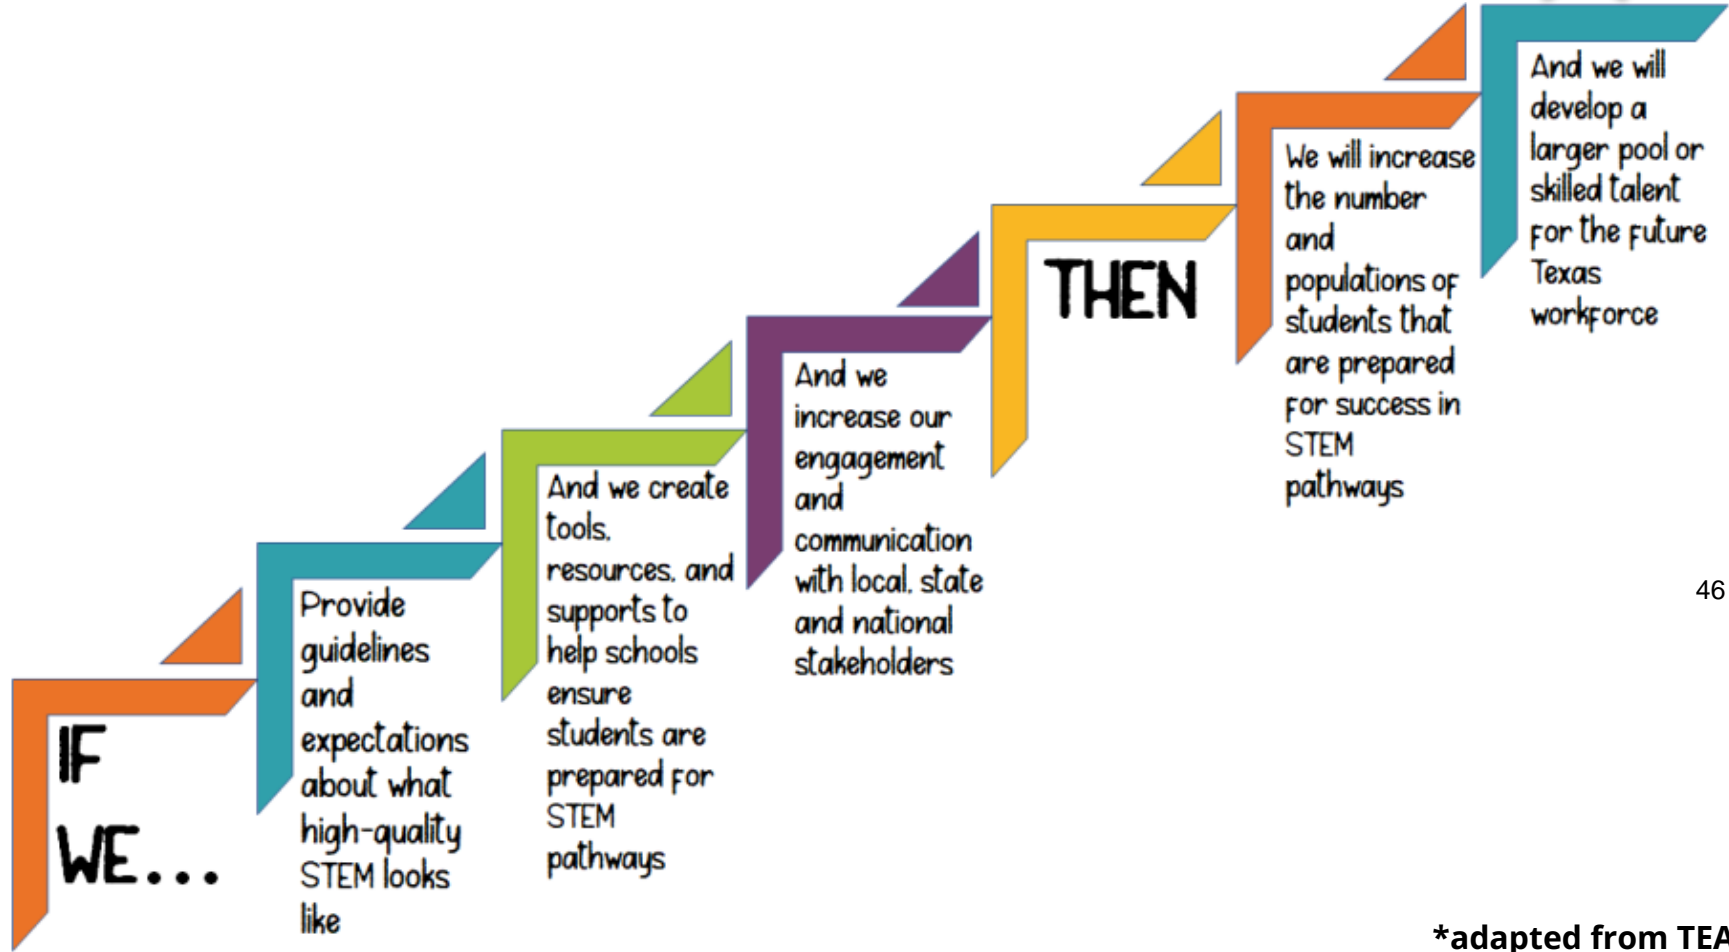 IF
WE...
Provide
guidelines
and
expectations
about what
high-quality
STEM looks
like
And we create
tools,
resources, and
supports to
help schools
ensure
students are
prepared for
STEM
pathways
And we
increase our
engagement
and
communication
with local, state
and national
stakeholders
THEN
We will increase
the number
and
populations of
students that
are prepared
for success in
STEM
pathways
And we will
develop a
larger pool or
skilled talent
for the future
Texas
workforce
46
*adapted from TEA